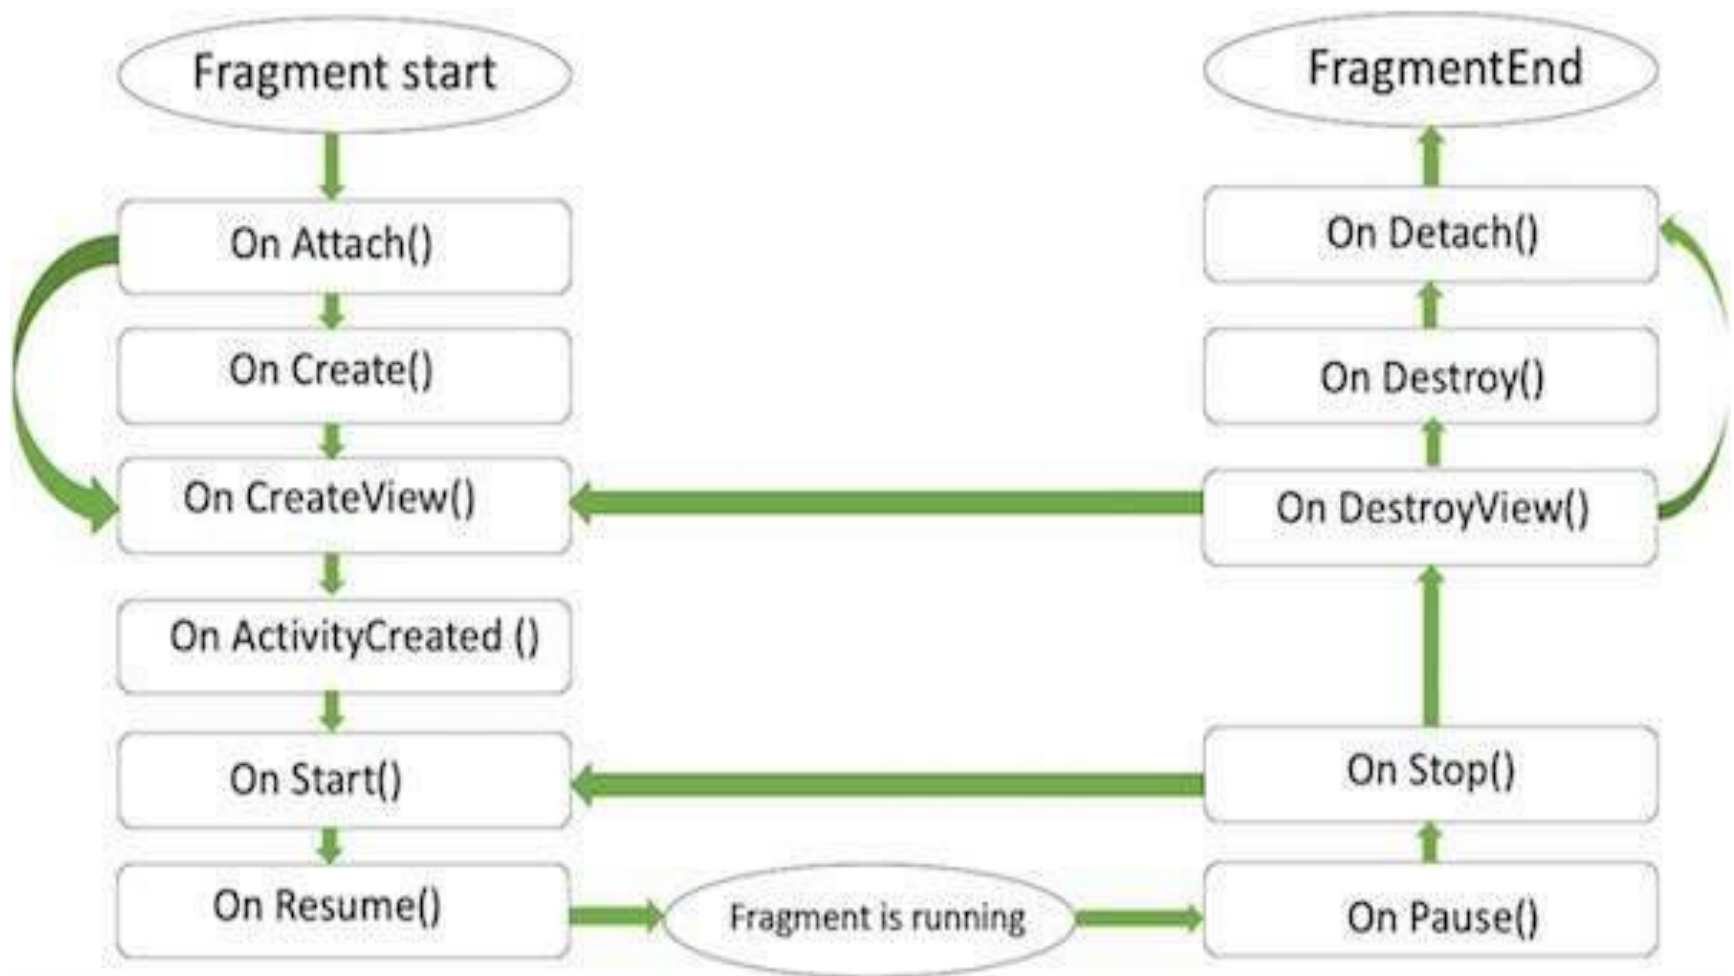 Fragment start
On Attach()
On Create()
On CreateView()
On ActivityCreated ()
On Start()
On Resume()
Fragment is running
On Pause()
On Stop()
On DestroyView()
On Destroy()
On Detach()
FragmentEnd